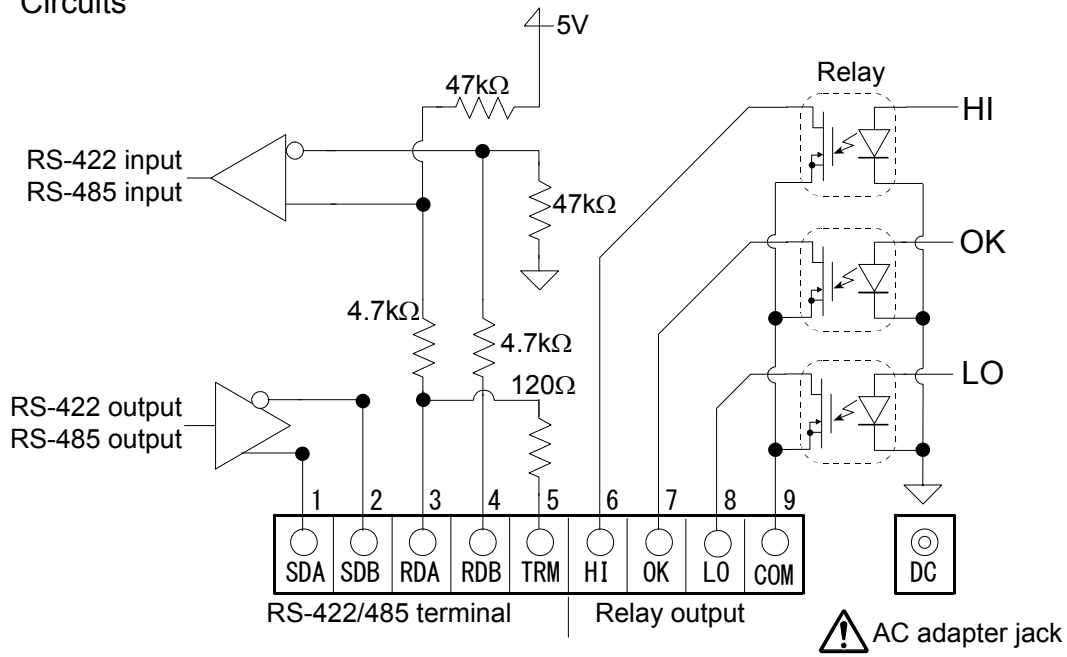 Circuits
5V
47kΩ
Relay
HI
RS-422 input
RS-485 input
47kΩ
OK
4.7kΩ
4.7kΩ
120Ω
LO
RS-422 output
RS-485 output
1 2 3 4 5 6 7 8 9
SDA SDB RDA RDB TRM HI OK LO COM DC
RS-422/485 terminal Relay output
AC adapter jack